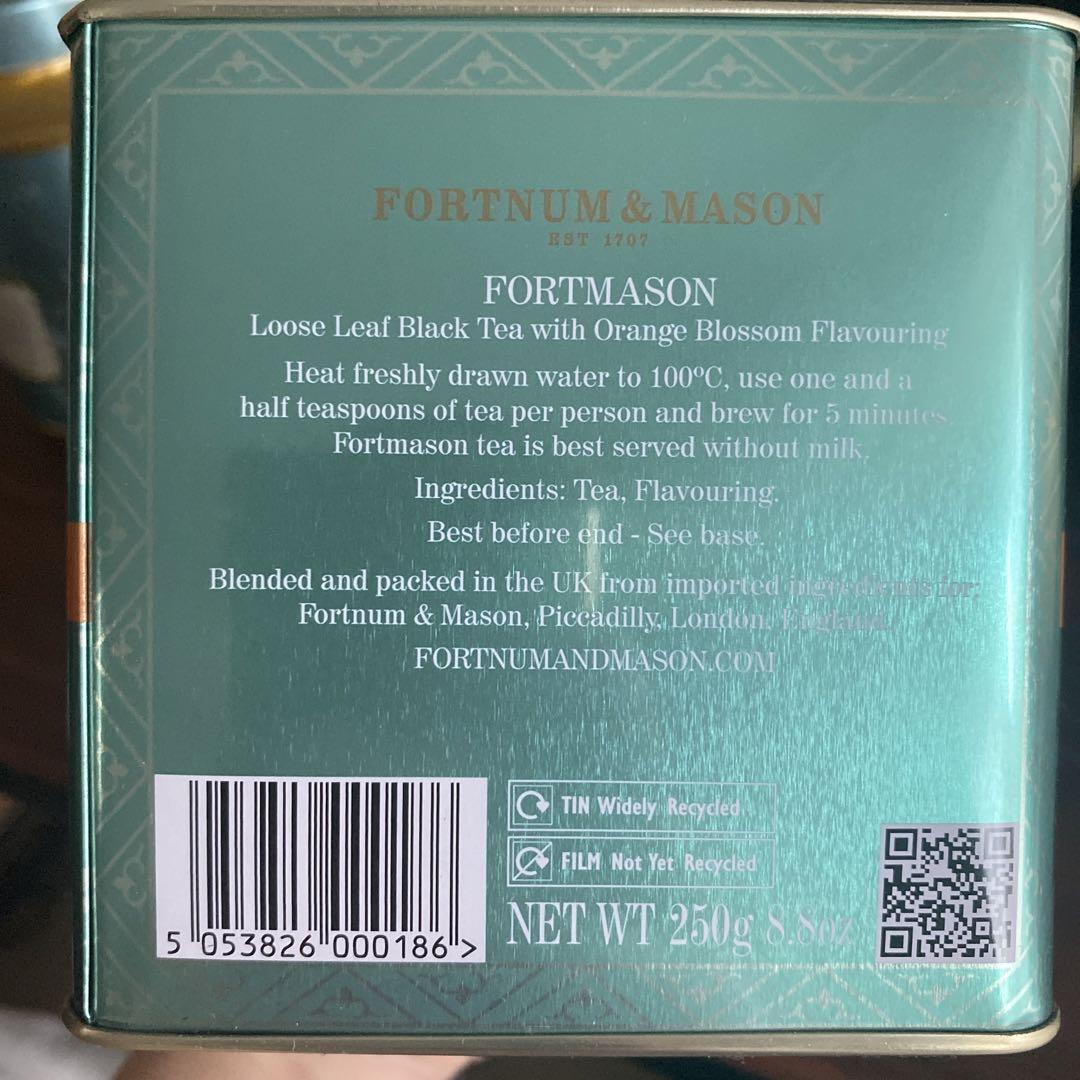 FORTNUM & MASON
EST 1707
FORTMASON
Loose Leaf Black Tea with Orange Blossom Flavouring
Heat freshly drawn water to 100ºC, use one and a
half teaspoons of tea per person and brew for 5 minutes.
Fortmason tea is best served without milk.
Ingredients: Tea, Flavouring.
Best before end - See base.
Blended and packed in the UK from imported ingredients for:
Fortnum & Mason, Piccadilly, London, England.
FORTNUMANDMASON.COM
TIN Widely Recycled
FILM Not Yet Recycled
NET WT 250g 8.8oz
5 053826 000186 >